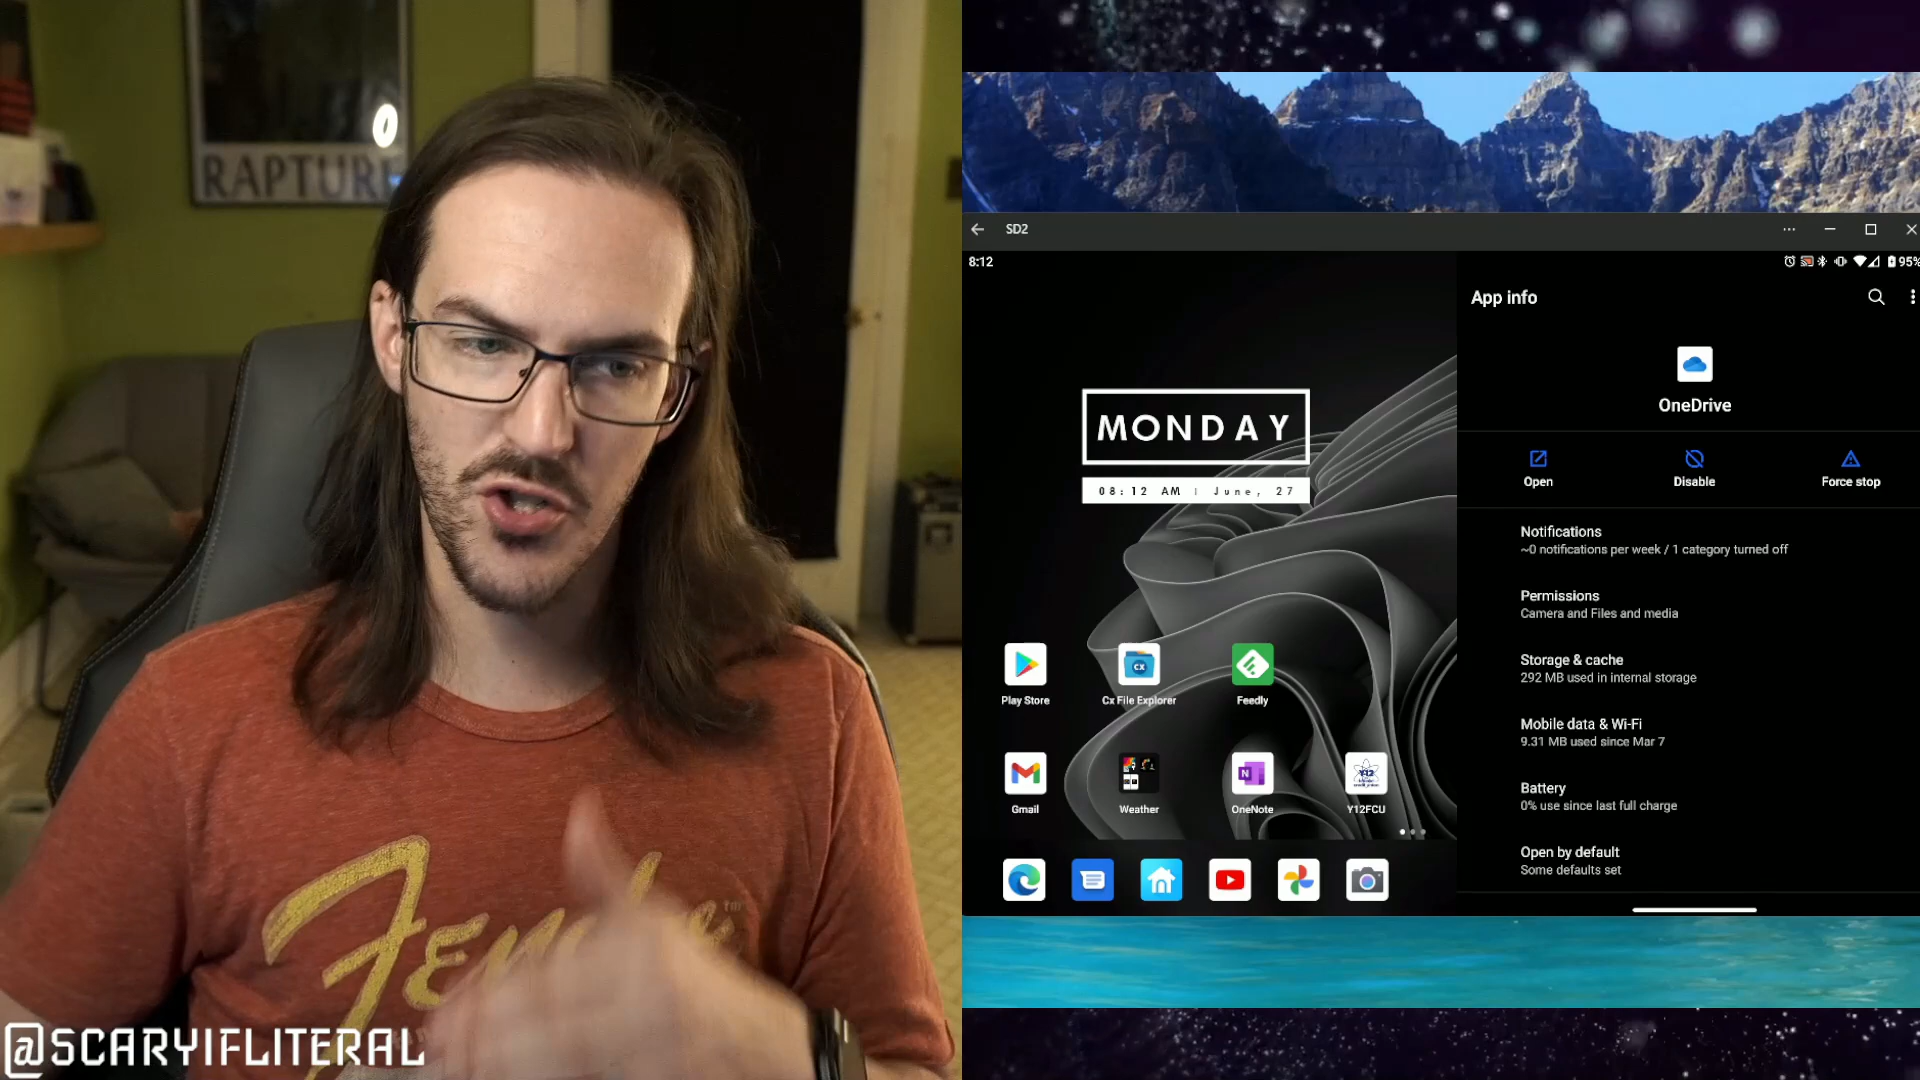 RAPTURE
Fender
™
@SCARYIFLITERAL
SD2
8:12
95%
MONDAY
08:12 AM | June, 27
Play Store
CX
Cx File Explorer
Feedly
Gmail
Weather
N
OneNote
Y12
Y12FCU
App info
OneDrive
Open
Disable
Force stop
Notifications
~0 notifications per week / 1 category turned off
Permissions
Camera and Files and media
Storage & cache
292 MB used in internal storage
Mobile data & Wi-Fi
9.31 MB used since Mar 7
Battery
0% use since last full charge
Open by default
Some defaults set